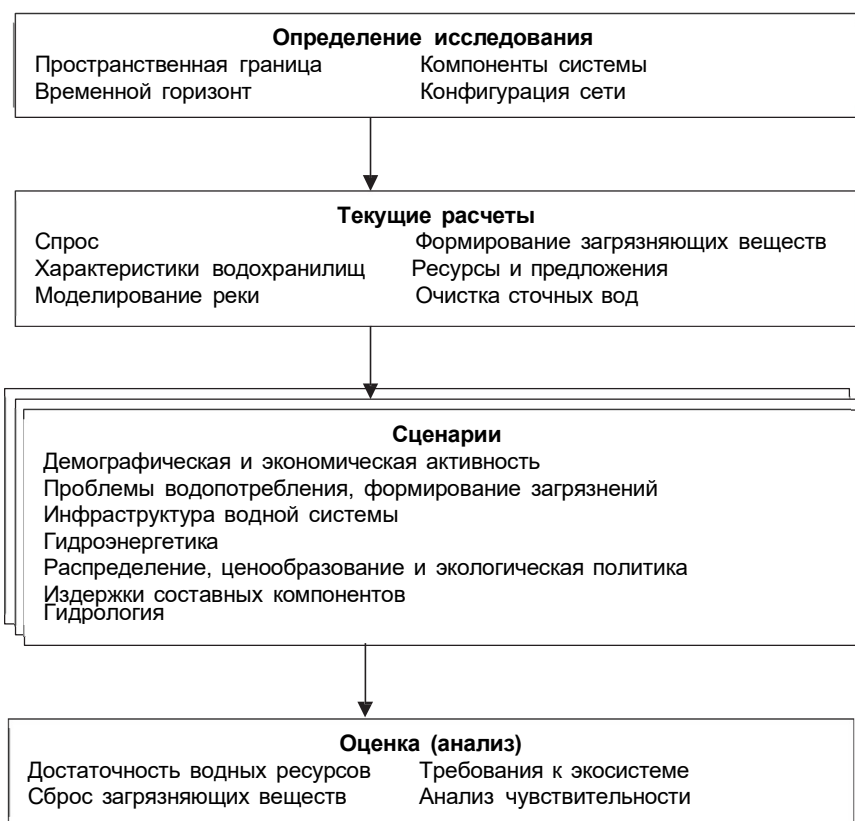 Определение исследования
Пространственная граница Компоненты системы
Временной горизонт Конфигурация сети
Текущие расчеты
Спрос Формирование загрязняющих веществ
Характеристики водохранилищ Ресурсы и предложения
Моделирование реки Очистка сточных вод
Сценарии
Демографическая и экономическая активность
Проблемы водопотребления, формирование загрязнений
Инфраструктура водной системы
Гидроэнергетика
Распределение, ценообразование и экологическая политика
Издержки составных компонентов
Гидрология
Оценка (анализ)
Достаточность водных ресурсов Требования к экосистеме
Сброс загрязняющих веществ Анализ чувствительности